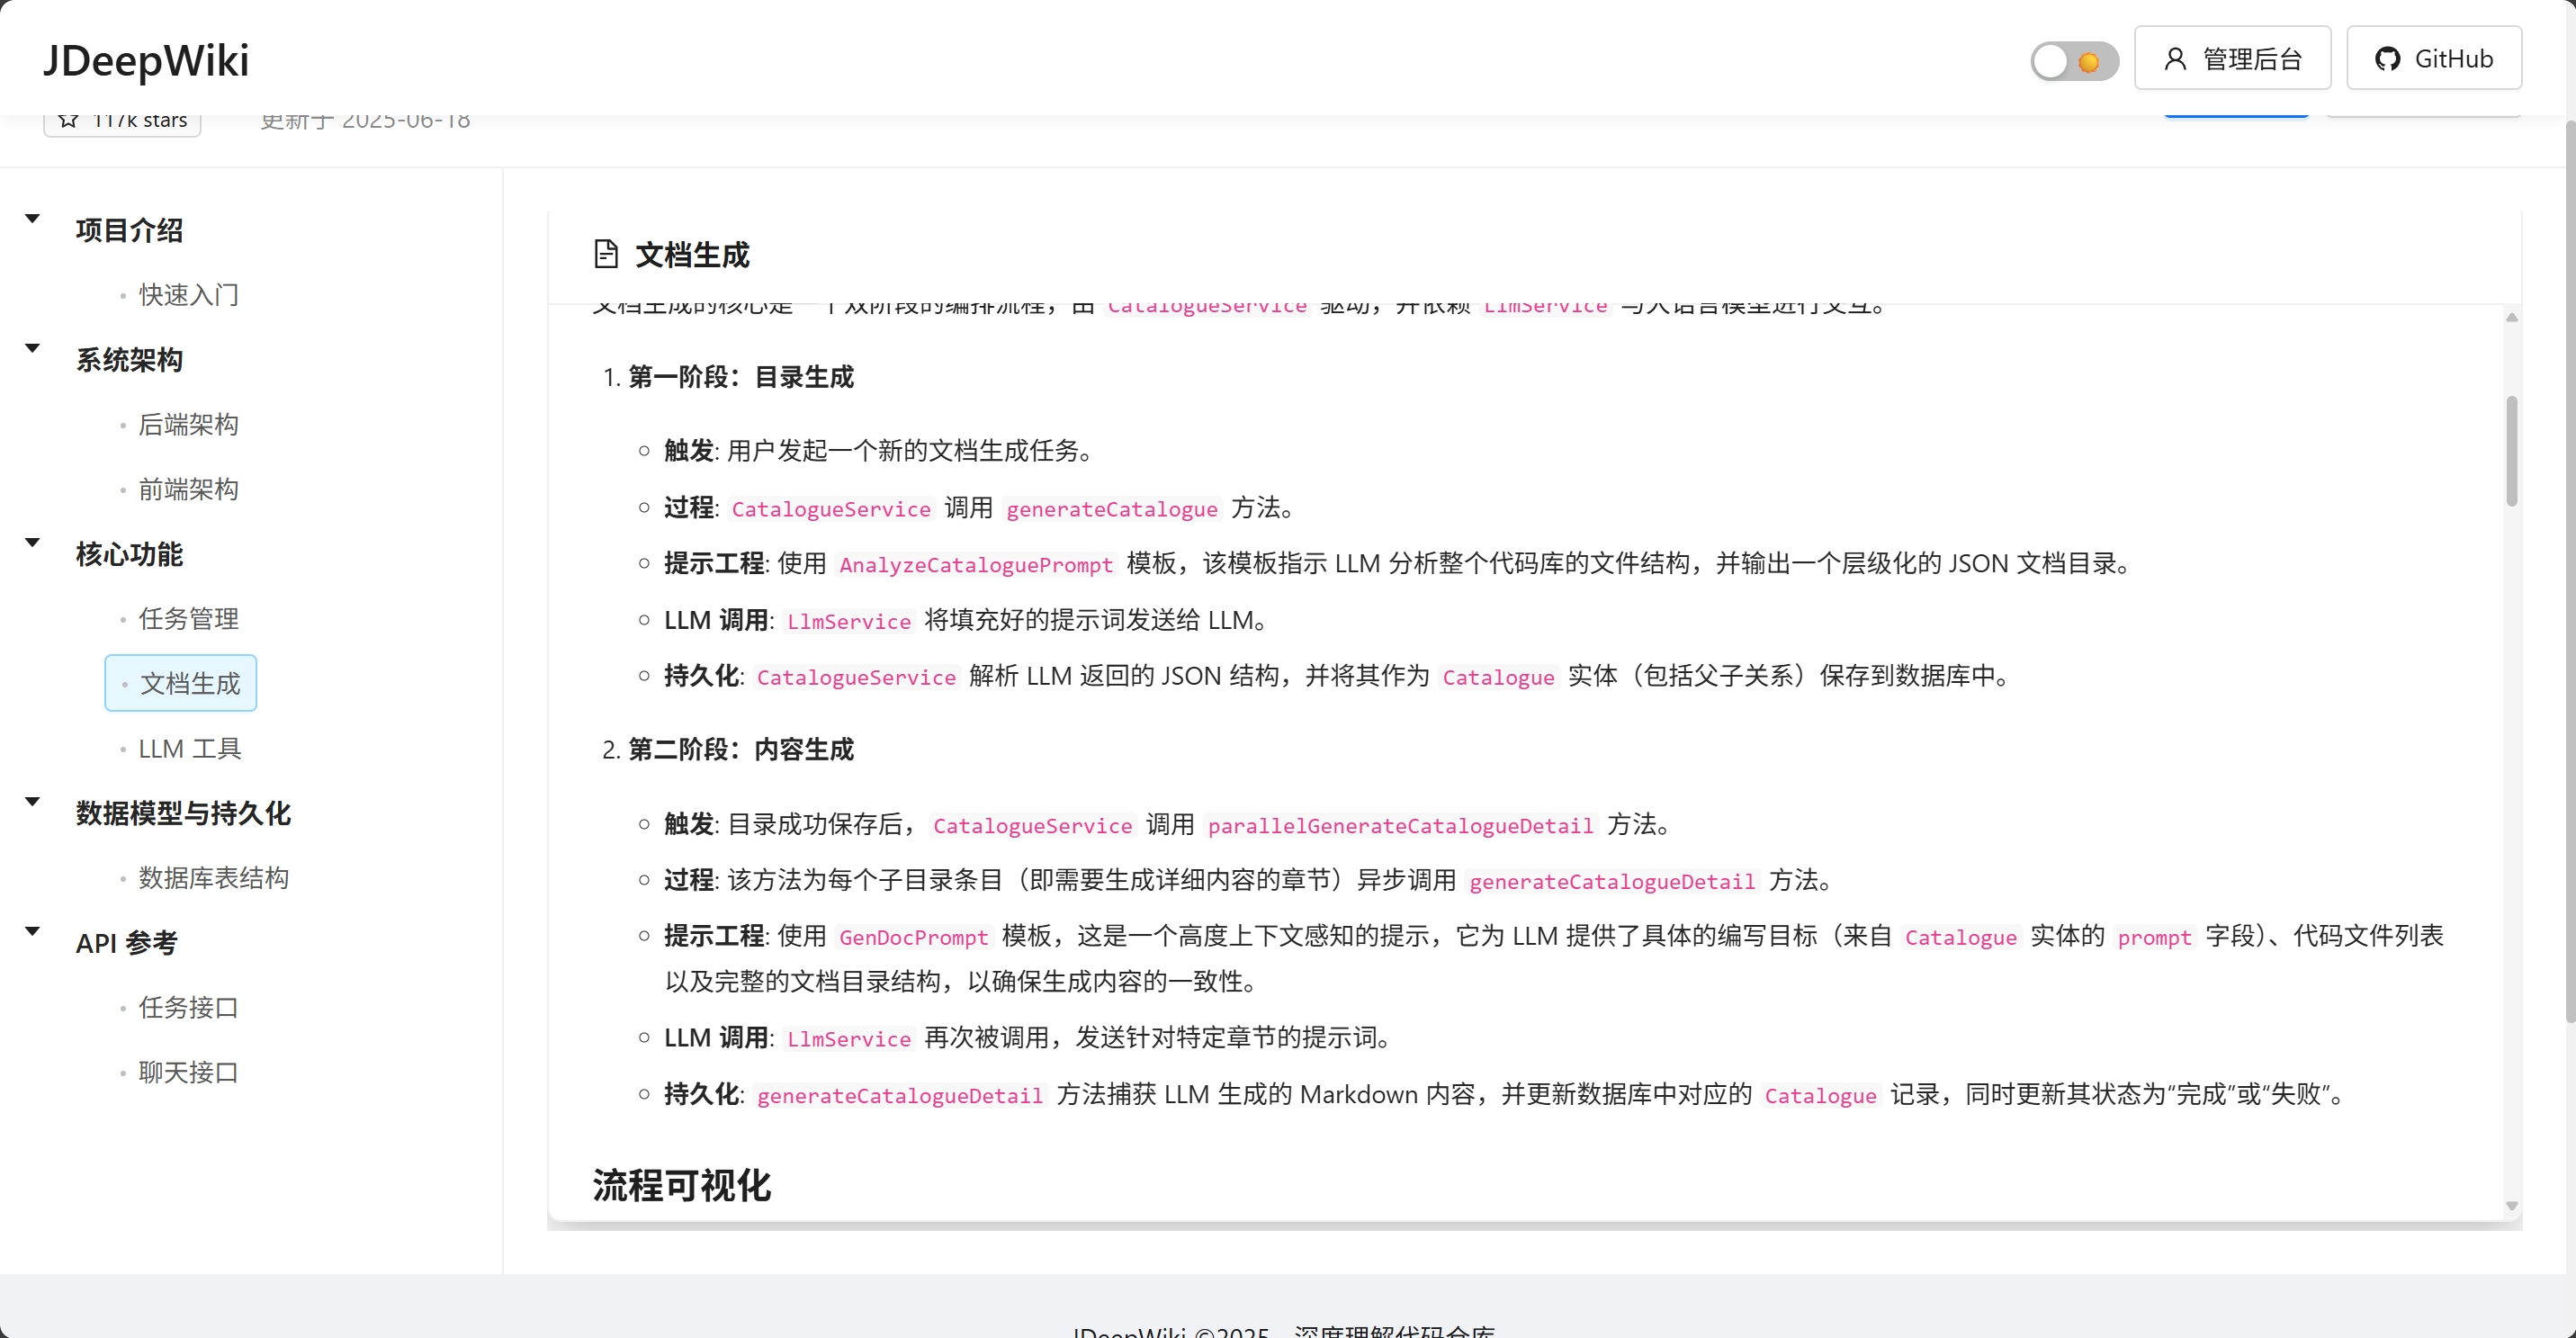 JDeepWiki
管理后台
GitHub
117k stars
更新于 2025-06-18
项目介绍
快速入门
系统架构
后端架构
前端架构
核心功能
任务管理
文档生成
LLM 工具
数据模型与持久化
数据库表结构
API 参考
任务接口
聊天接口
文档生成
文档生成的核心是一个双阶段的编排流程，由 CatalogueService 驱动，并依赖 LlmService 与大语言模型进行交互。
1. 第一阶段：目录生成
触发: 用户发起一个新的文档生成任务。
过程: CatalogueService 调用 generateCatalogue 方法。
提示工程: 使用 AnalyzeCataloguePrompt 模板，该模板指示 LLM 分析整个代码库的文件结构，并输出一个层级化的 JSON 文档目录。
LLM 调用: LlmService 将填充好的提示词发送给 LLM。
持久化: CatalogueService 解析 LLM 返回的 JSON 结构，并将其作为 Catalogue 实体（包括父子关系）保存到数据库中。
2. 第二阶段：内容生成
触发: 目录成功保存后，CatalogueService 调用 parallelGenerateCatalogueDetail 方法。
过程: 该方法为每个子目录条目（即需要生成详细内容的章节）异步调用 generateCatalogueDetail 方法。
提示工程: 使用 GenDocPrompt 模板，这是一个高度上下文感知的提示，它为 LLM 提供了具体的编写目标（来自 Catalogue 实体的 prompt 字段）、代码文件列表
以及完整的文档目录结构，以确保生成内容的一致性。
LLM 调用: LlmService 再次被调用，发送针对特定章节的提示词。
持久化: generateCatalogueDetail 方法捕获 LLM 生成的 Markdown 内容，并更新数据库中对应的 Catalogue 记录，同时更新其状态为“完成”或“失败”。
流程可视化
JDeepWiki ©2025 - 深度理解代码仓库